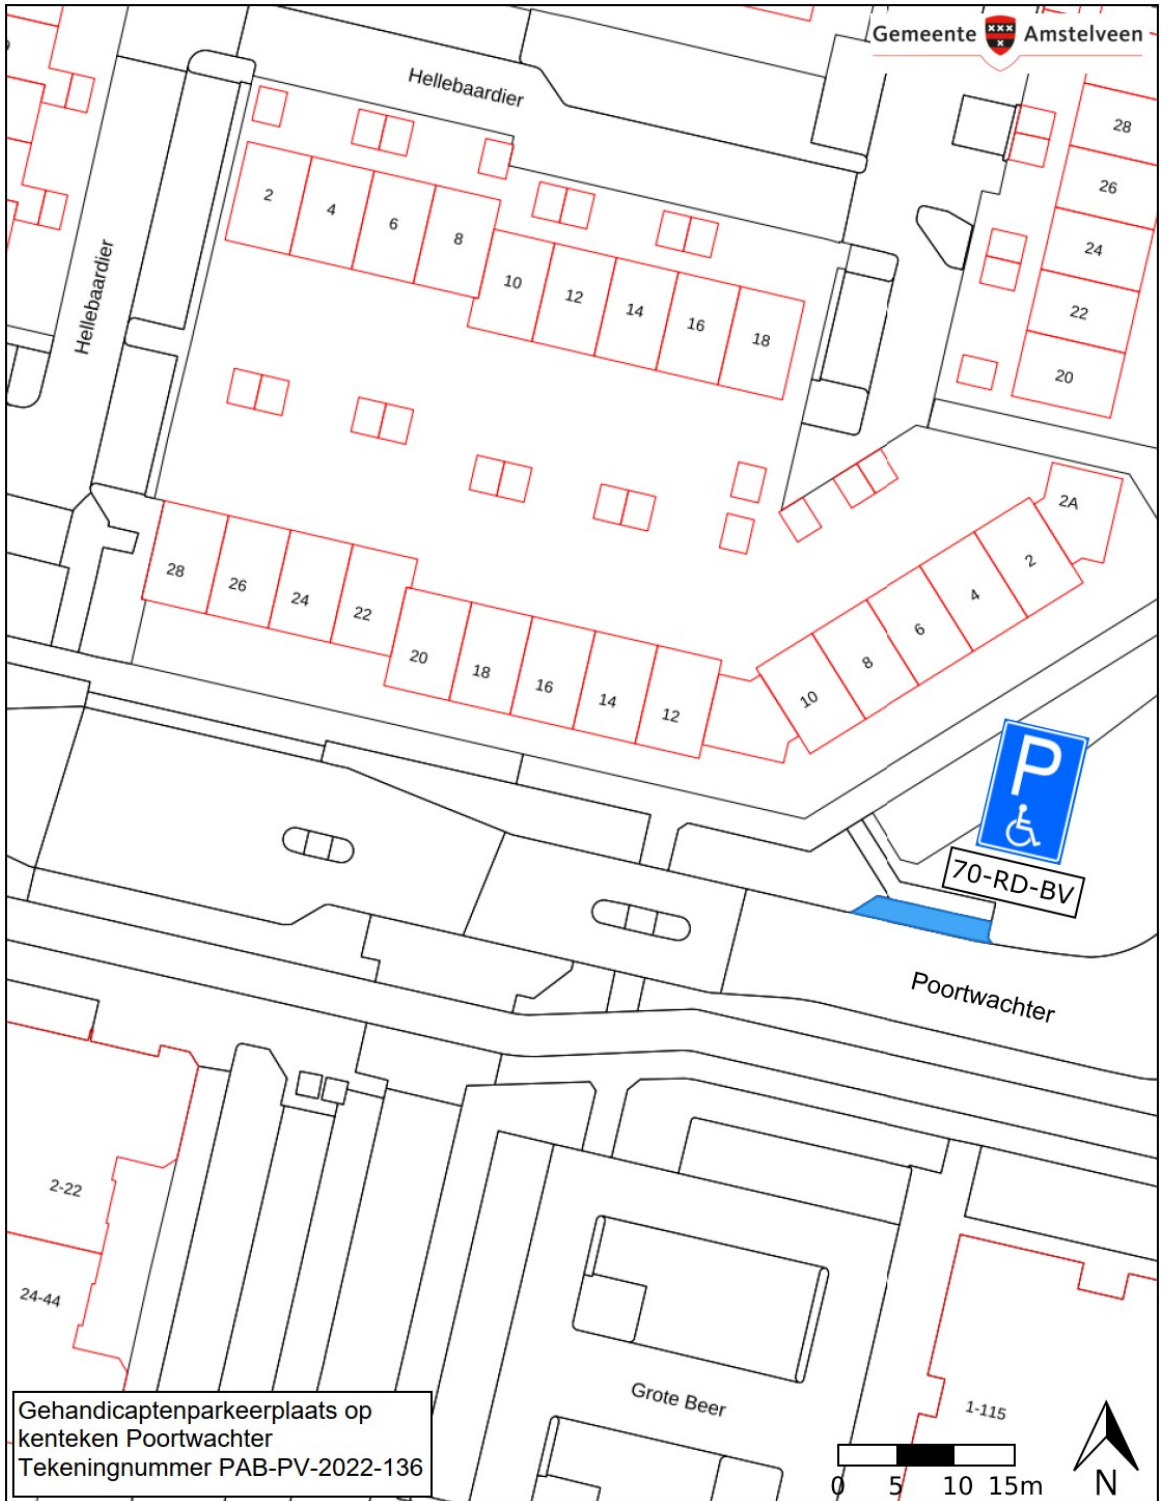 Gemeente Amstelveen
Hellebaardier
28
26
24
22
20
2
4
6
8
10
12
14
16
18
Hellebaardier
2A
2
4
6
8
10
28
26
24
22
20
18
16
14
12
P
70-RD-BV
Poortwachter
2-22
24-44
Grote Beer
1-115
Gehandicaptenparkeerplaats op
kenteken Poortwachter
Tekeningnummer PAB-PV-2022-136
0 5 10 15m
N